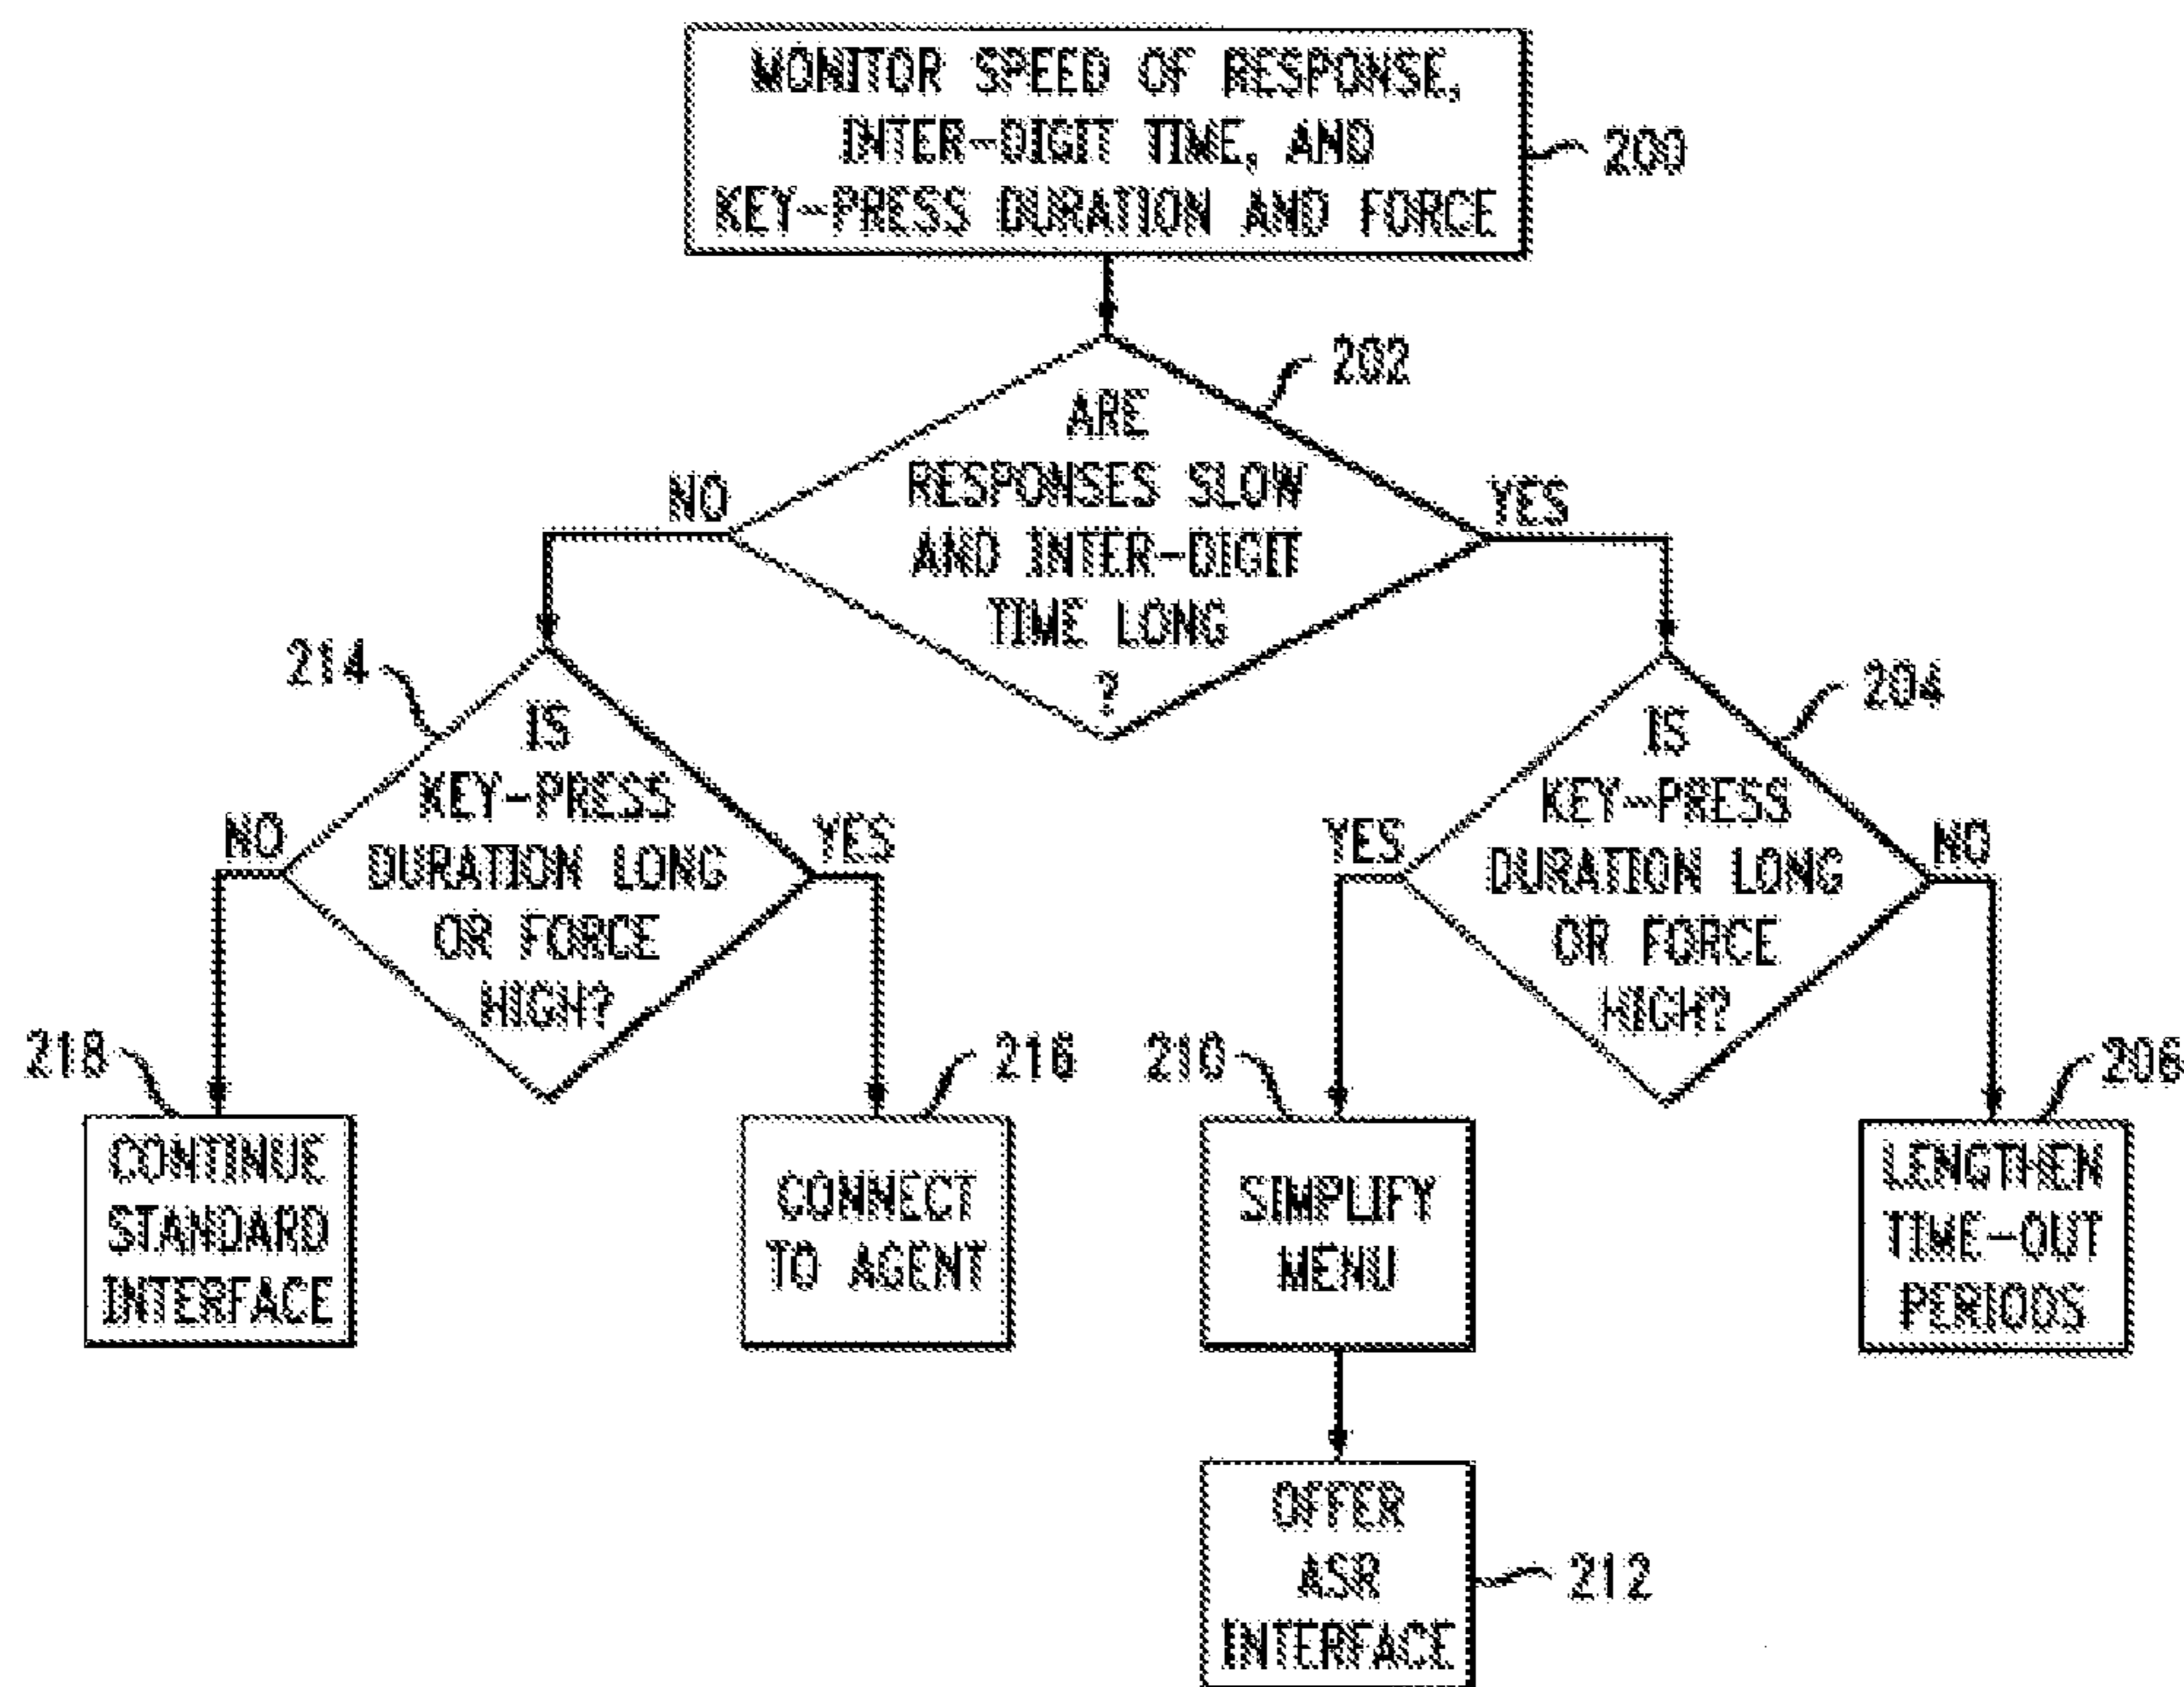 MONITOR SPEED OF RESPONSE,
INTER-DIGIT TIME, AND
KEY-PRESS DURATION AND FORCE
200
202
ARE
RESPONSES SLOW
AND INTER-DIGIT
TIME LONG
?
NO
YES
214
IS
KEY-PRESS
DURATION LONG
OR FORCE
HIGH?
NO
YES
204
IS
KEY-PRESS
DURATION LONG
OR FORCE
HIGH?
YES
NO
218
CONTINUE
STANDARD
INTERFACE
216
CONNECT
TO AGENT
210
SIMPLIFY
MENU
206
LENGTHEN
TIME-OUT
PERIODS
OFFER
ASR
INTERFACE
212